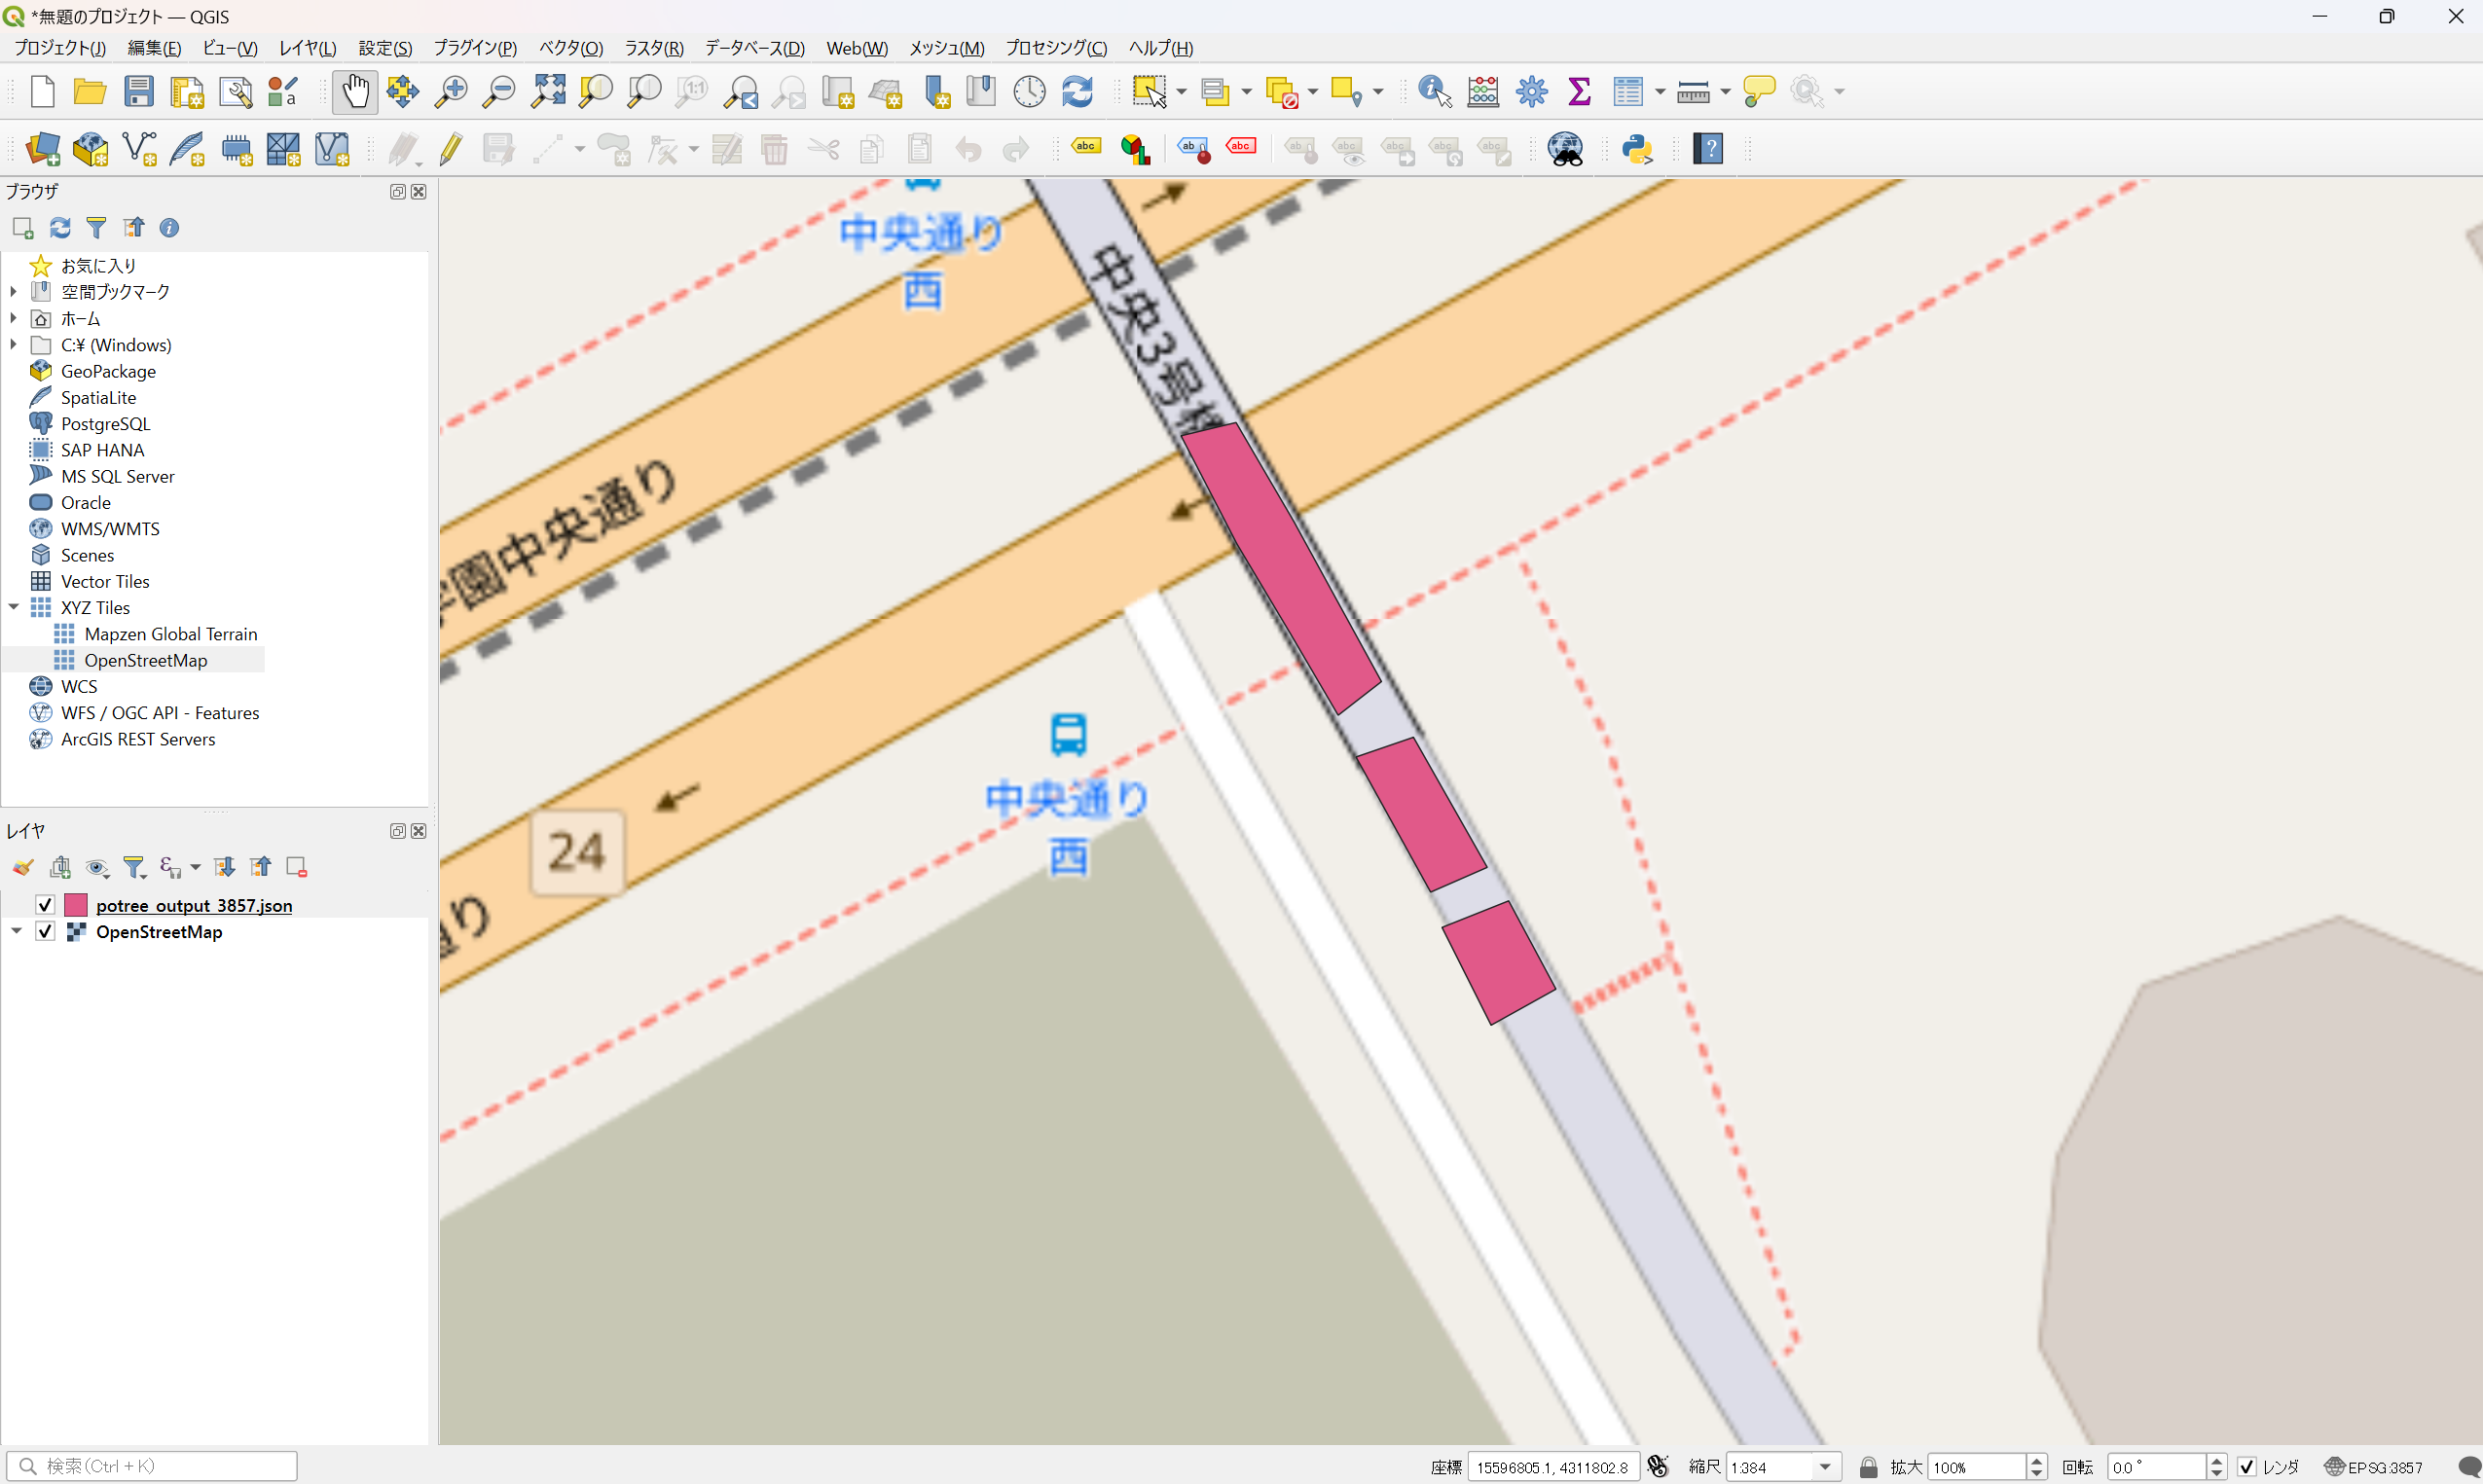 *無題のプロジェクト — QGIS
プロジェクト(J) 編集(E) ビュー(V) レイヤ(L) 設定(S) プラグイン(P) ベクタ(O) ラスタ(R) データベース(D) Web(W) メッシュ(M) プロセシング(C) ヘルプ(H)
ブラウザ
お気に入り
空間ブックマーク
ホーム
C:¥ (Windows)
GeoPackage
SpatiaLite
PostgreSQL
SAP HANA
MS SQL Server
Oracle
WMS/WMTS
Scenes
Vector Tiles
XYZ Tiles
Mapzen Global Terrain
OpenStreetMap
WCS
WFS / OGC API - Features
ArcGIS REST Servers
レイヤ
potree_output_3857.json
OpenStreetMap
中央通り
西
中央3号橋
学園中央通り
中央通り
西
24
通り
検索(Ctrl + K)
座標 15596805.1, 4311802.8 縮尺 1:384 拡大 100% 回転 0.0 ° レンダ EPSG:3857